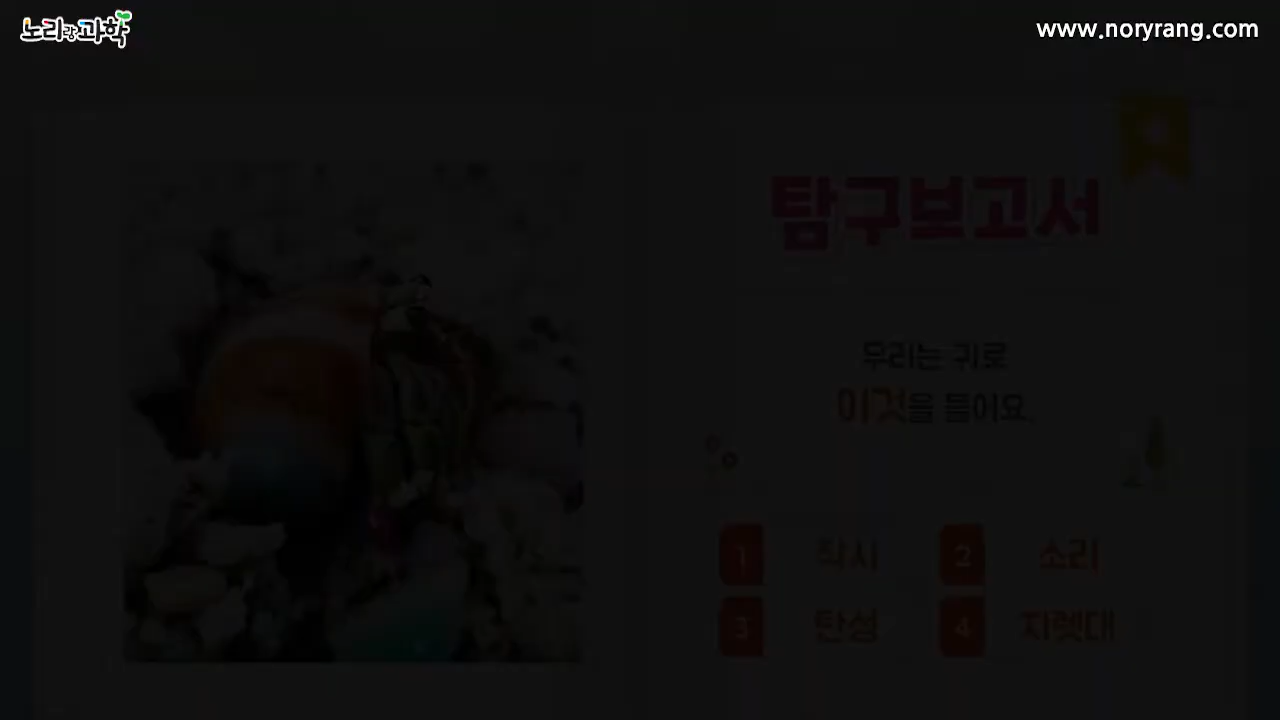 노리랑과학
www.noryrang.com
탐구보고서
우리는 귀로
이것을 들어요.
1 착시
2 소리
3 탄성
4 지렛대